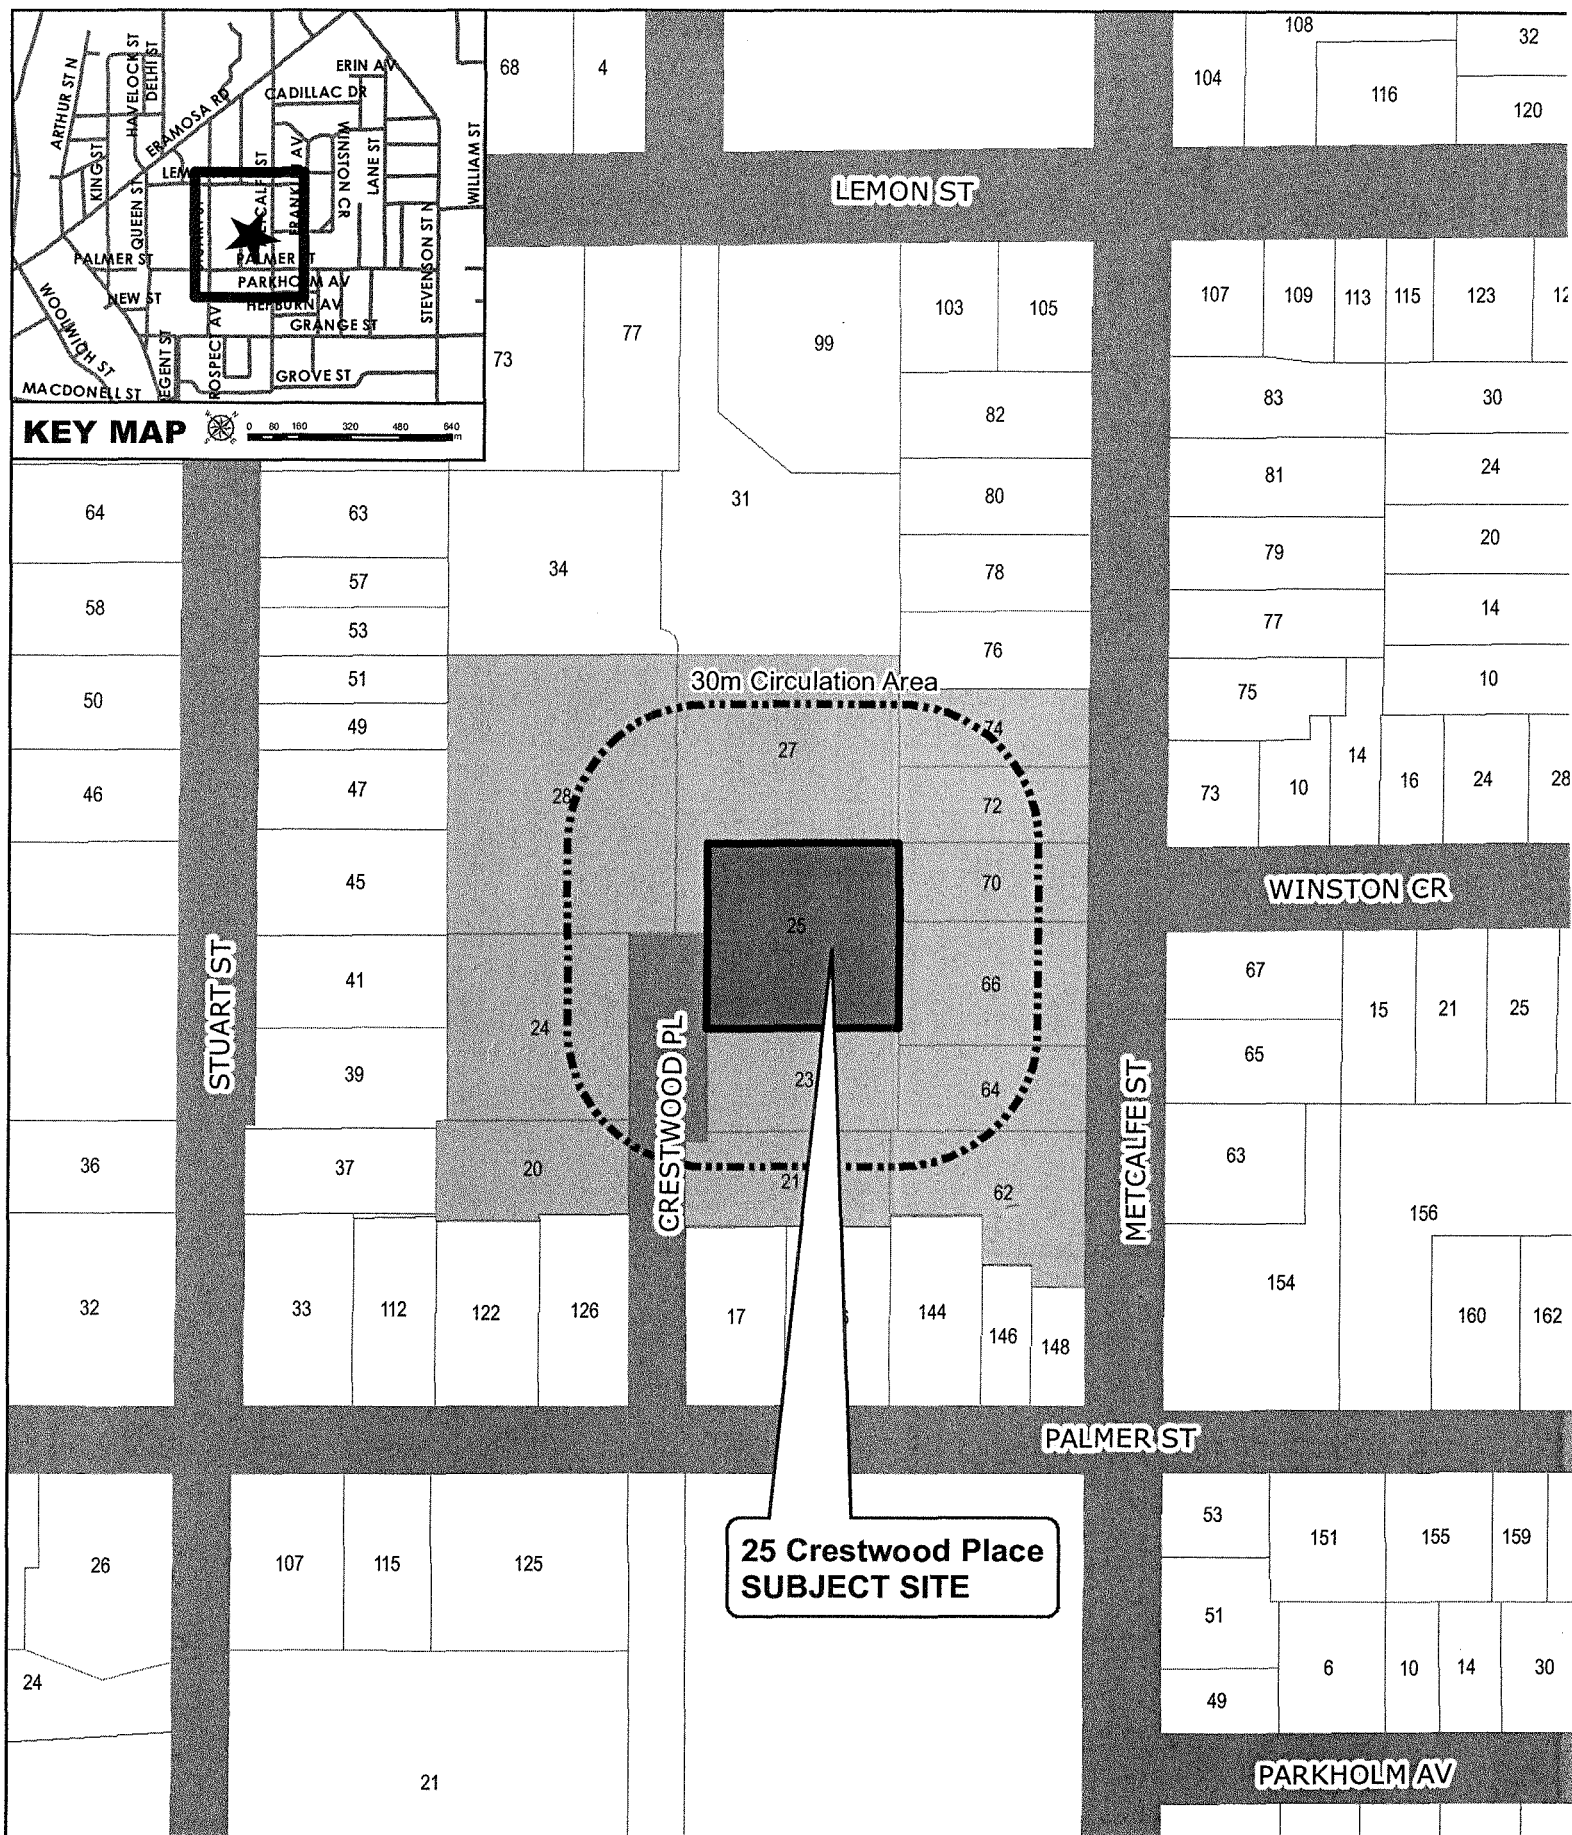 ARTHUR ST N
HAVELOCK ST
DELHI ST
ERIN AV
CADILLAC DR
ERAMOSA RD
KING ST
QUEEN ST
WINSTON CR
LANE ST
WILLIAM ST
STEVENSON ST N
PALMER ST
PALMER ST
PARKHOLM AV
NEW ST
HEPBURN AV
GRANGE ST
GROVE ST
MACDONELL ST
KEY MAP
0 80 160 320 480 640
m
68 4
104 108 116 32 120
LEMON ST
73 77 99 103 105
107 109 113 115 123
82 83 30
80 81 24
64 63 31
34 78 79 20
58 57 53 77 14
51 76 75 10
50 49
30m Circulation Area
27 74
46 47 28 72
73 10 14 16 24 28
45 25 70
WINSTON CR
STUART ST
41 24 66
67 15 21 25
CRESTWOOD PL
39 23 64 65
METCALFE ST
36 37 20 21 62 63
156
32 33 112 122 126 17 144 146 148
154 160 162
PALMER ST
26 107 115 125
53 151 155 159
25 Crestwood Place
SUBJECT SITE
51
24 49 6 10 14 30
21
PARKHOLM AV